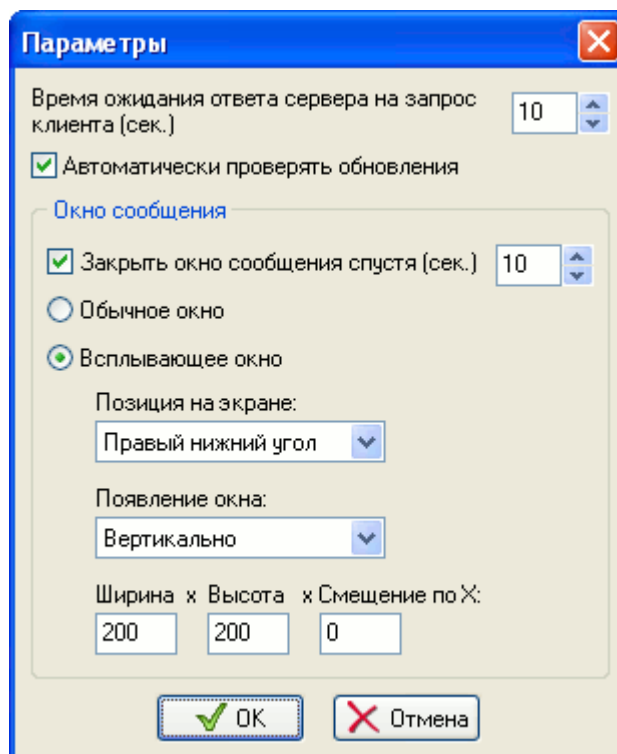 Параметры
Время ожидания ответа сервера на запрос
клиента (сек.)
10
Автоматически проверять обновления
Окно сообщения
Закрыть окно сообщения спустя (сек.) 10
Обычное окно
Всплывающее окно
Позиция на экране:
Правый нижний угол
Появление окна:
Вертикально
Ширина x Высота x Смещение по X:
200 200 0
OK Отмена